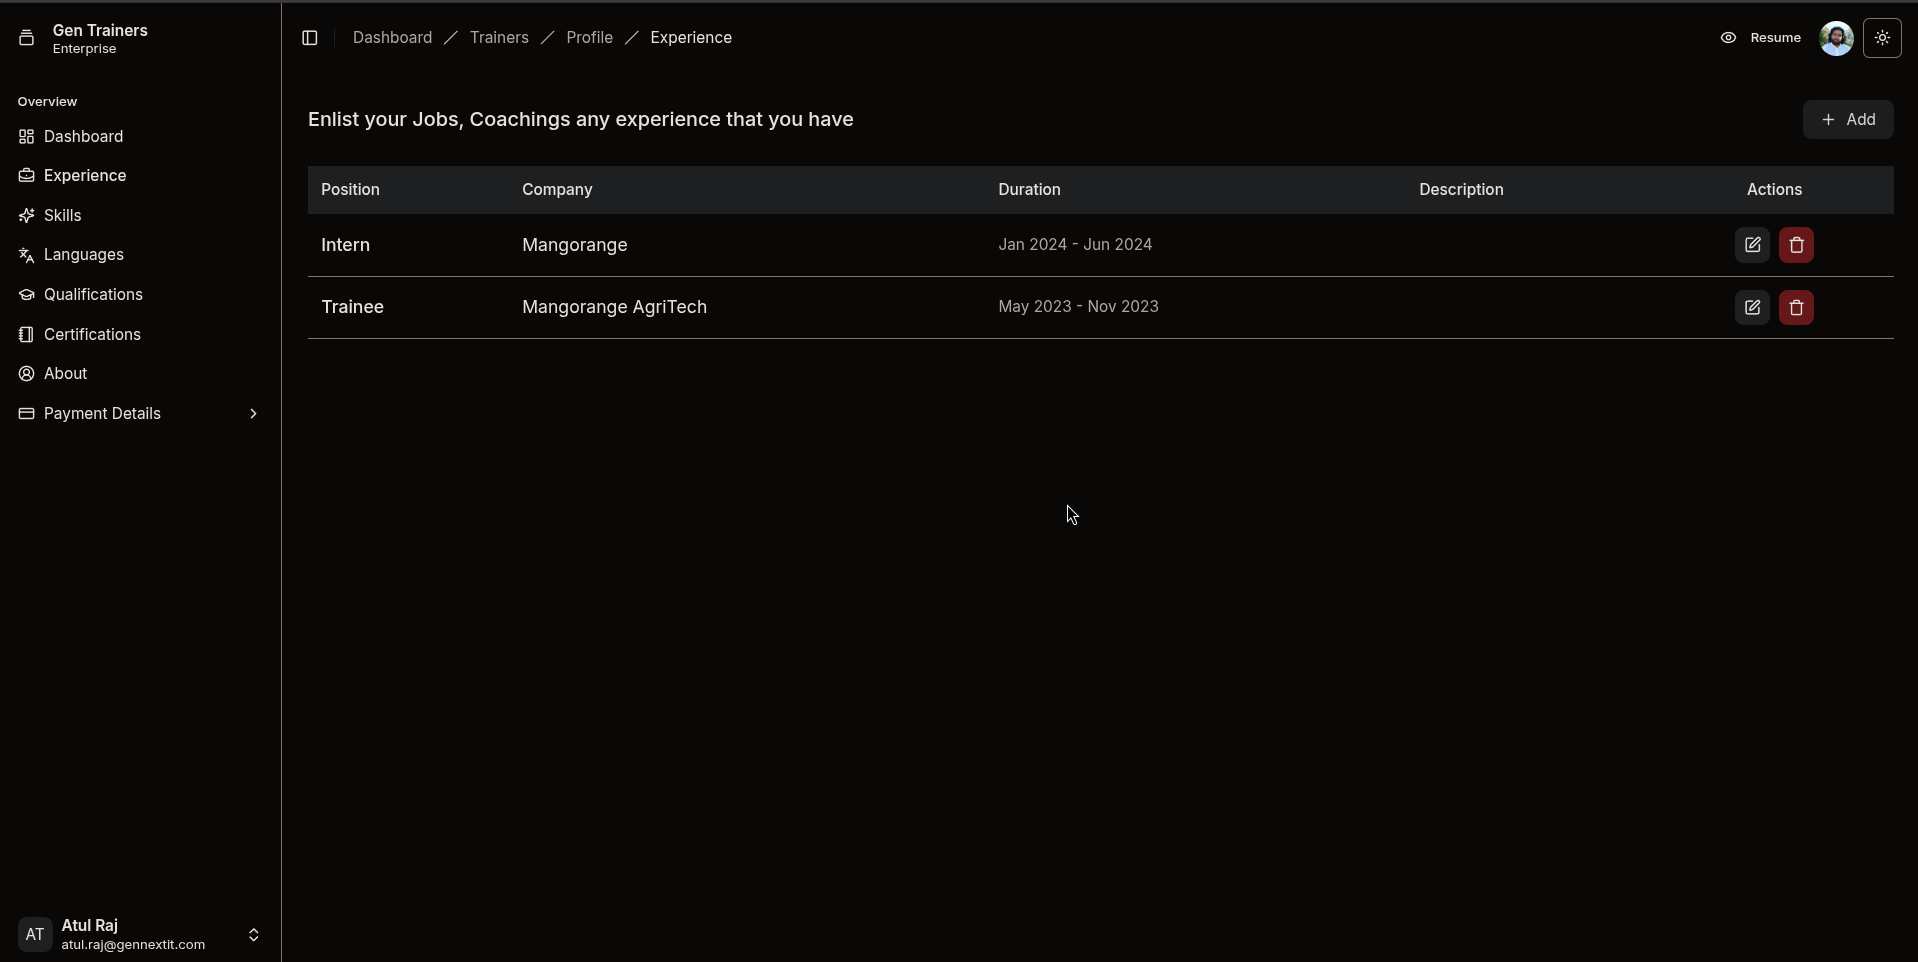 Gen Trainers
Enterprise
Overview
Dashboard
Experience
Skills
Languages
Qualifications
Certifications
About
Payment Details
AT
Atul Raj
atul.raj@gennextit.com
Dashboard / Trainers / Profile / Experience
Resume
Enlist your Jobs, Coachings any experience that you have
+ Add
Position Company Duration Description Actions
Intern Mangorange Jan 2024 - Jun 2024
Trainee Mangorange AgriTech May 2023 - Nov 2023